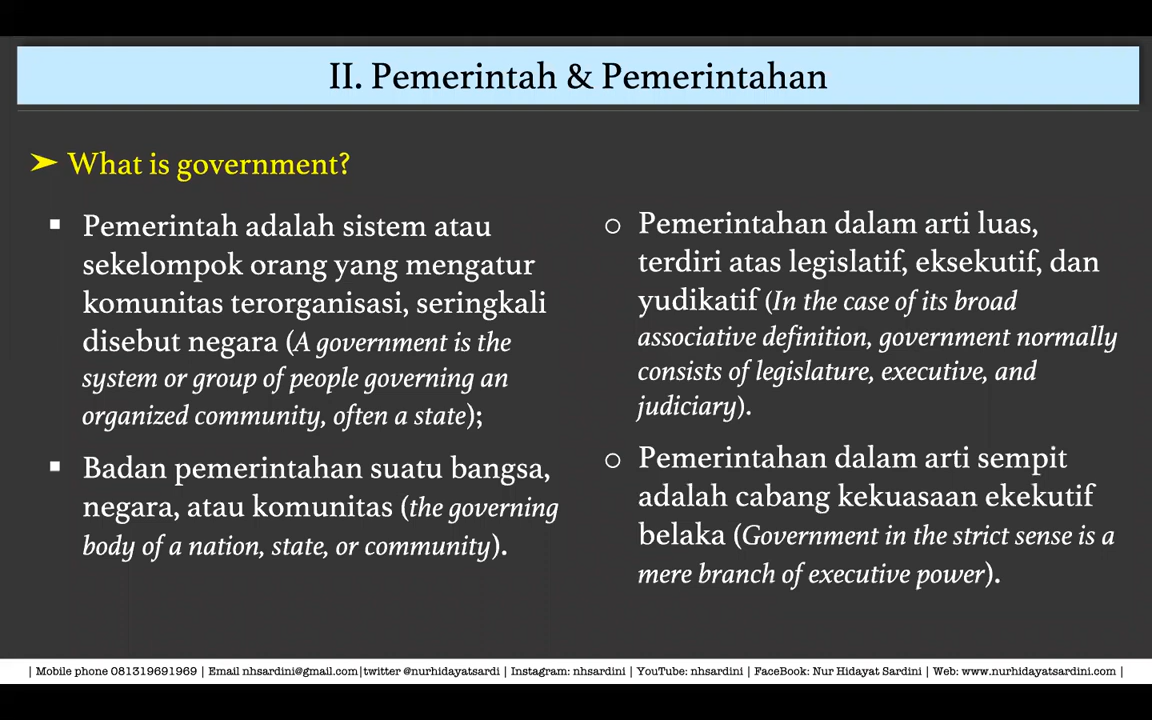 II. Pemerintah & Pemerintahan
➤ What is government?
▪ Pemerintah adalah sistem atau
sekelompok orang yang mengatur
komunitas terorganisasi, seringkali
disebut negara (A government is the
system or group of people governing an
organized community, often a state);
▪ Badan pemerintahan suatu bangsa,
negara, atau komunitas (the governing
body of a nation, state, or community).
○ Pemerintahan dalam arti luas,
terdiri atas legislatif, eksekutif, dan
yudikatif (In the case of its broad
associative definition, government normally
consists of legislature, executive, and
judiciary).
○ Pemerintahan dalam arti sempit
adalah cabang kekuasaan ekekutif
belaka (Government in the strict sense is a
mere branch of executive power).
| Mobile phone 081319691969 | Email nhsardini@gmail.com|twitter @nurhidayatsardi | Instagram: nhsardini | YouTube: nhsardini | FaceBook: Nur Hidayat Sardini | Web: www.nurhidayatsardini.com |